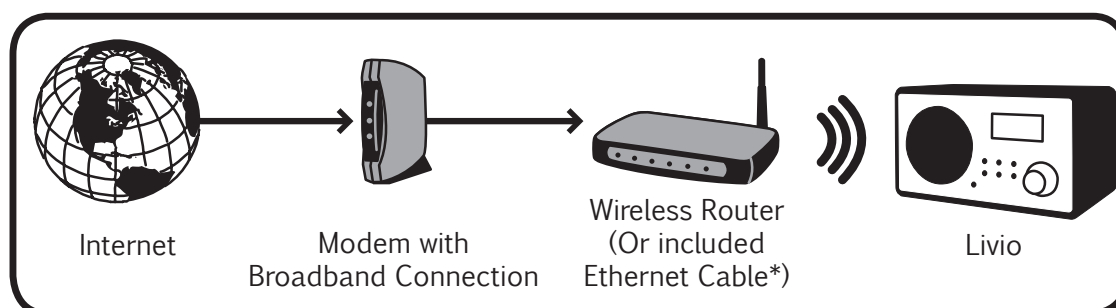 Internet
Modem with
Broadband Connection
Wireless Router
(Or included
Ethernet Cable*)
Livio